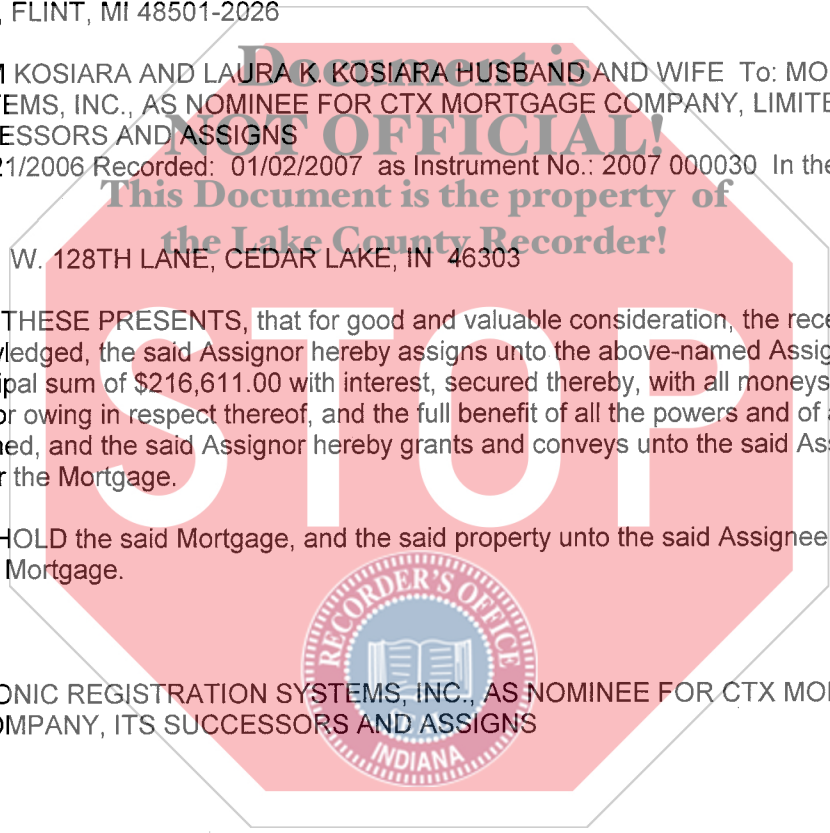 , FLINT, MI 48501-2026
Document is
KOSIARA AND LAURA K. KOSIARA HUSBAND AND WIFE To: MO
TEMS, INC., AS NOMINEE FOR CTX MORTGAGE COMPANY, LIMITE
NOT OFFICIAL!
ESSORS AND ASSIGNS
21/2006 Recorded: 01/02/2007 as Instrument No.: 2007 000030 In the
This Document is the property of
the Lake County Recorder!
W. 128TH LANE, CEDAR LAKE, IN 46303
THESE PRESENTS, that for good and valuable consideration, the rece
ledged, the said Assignor hereby assigns unto the above-named Assig
ipal sum of $216,611.00 with interest, secured thereby, with all moneys
or owing in respect thereof, and the full benefit of all the powers and of a
ned, and the said Assignor hereby grants and conveys unto the said Ass
r the Mortgage.
STOP
HOLD the said Mortgage, and the said property unto the said Assignee
Mortgage.
RECORDER'S OFFICE
ONIC REGISTRATION SYSTEMS, INC., AS NOMINEE FOR CTX MO
OMPANY, ITS SUCCESSORS AND ASSIGNS
INDIANA